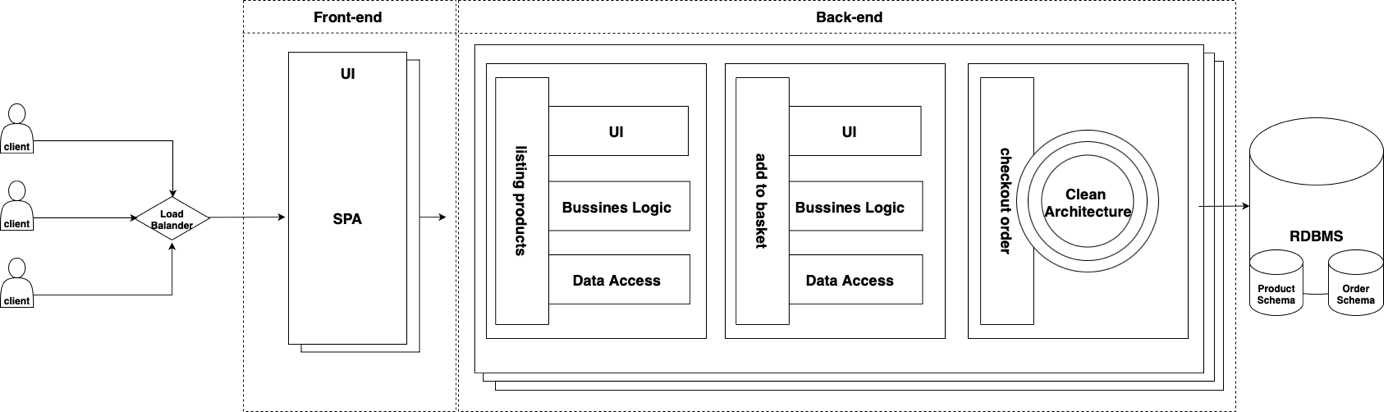 Front-end
Back-end
client
client
client
Load
Balander
UI
SPA
listing products
UI
Bussines Logic
Data Access
add to basket
UI
Bussines Logic
Data Access
checkout order
Clean
Architecture
RDBMS
Product
Schema
Order
Schema